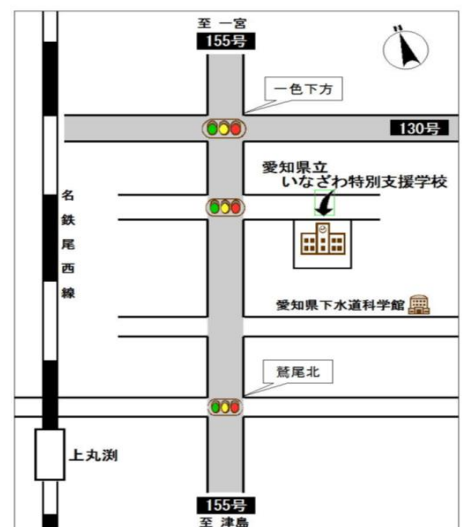 至 一宮
155号
一色下方
130号
愛知県立
いなざわ特別支援学校
名鉄尾西線
愛知県下水道科学館
鷲尾北
上丸渕
155号
至 津島